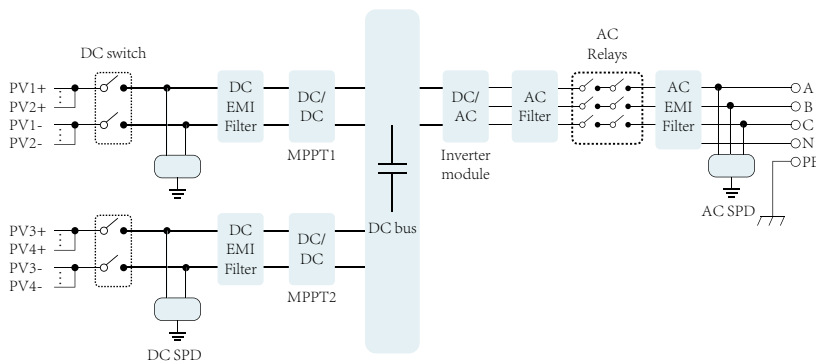 DC switch
PV1+
PV2+
PV1-
PV2-
DC
EMI
Filter
DC/
DC
MPPT1
PV3+
PV4+
PV3-
PV4-
DC SPD
DC
EMI
Filter
DC/
DC
MPPT2
DC bus
DC/
AC
Inverter
module
AC
Filter
AC
Relays
AC
EMI
Filter
AC SPD
A
B
C
N
PE